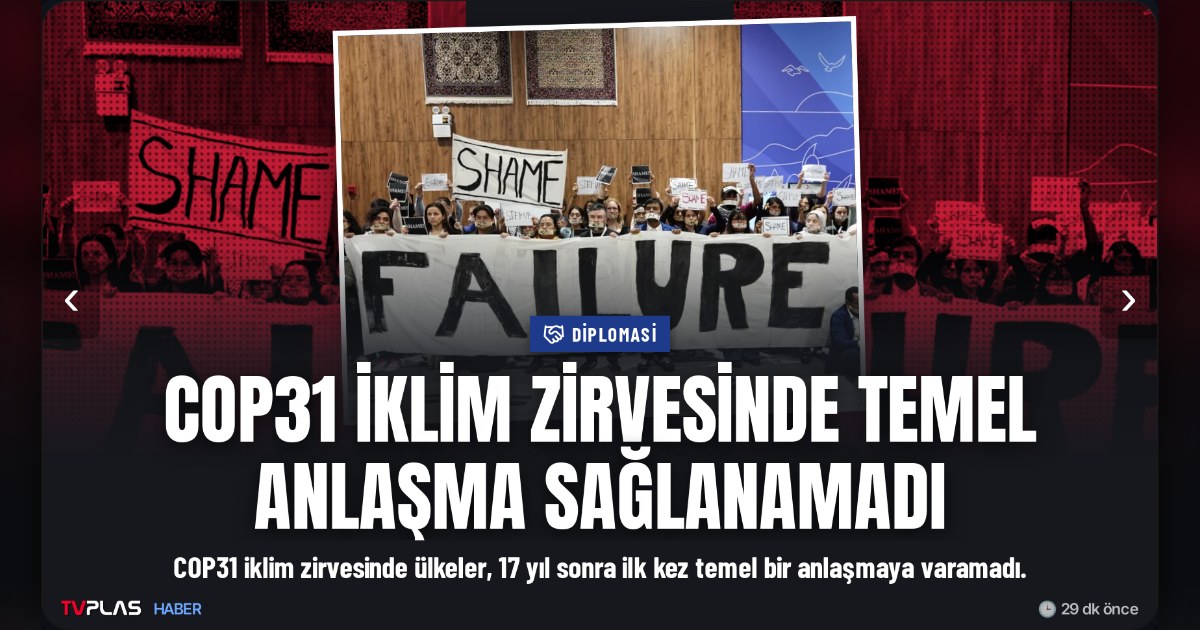 SHAME
SHAME
FAILURE
DİPLOMASİ
COP31 İKLİM ZİRVESİNDE TEMEL
ANLAŞMA SAĞLANAMADI
COP31 iklim zirvesinde ülkeler, 17 yıl sonra ilk kez temel bir anlaşmaya varamadı.
TVPLAS HABER
29 dk önce